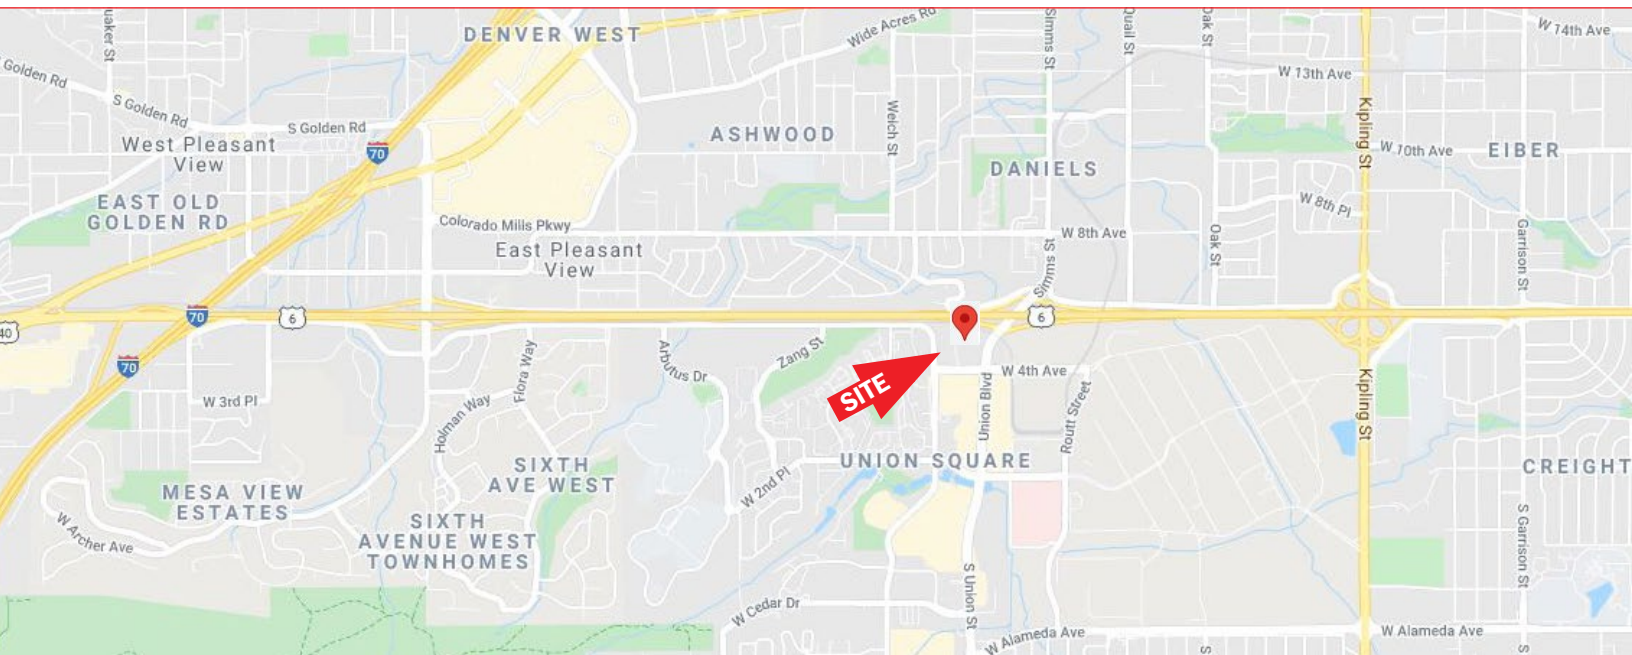 uaker St
DENVER WEST
Wide Acres Rd
Simms St
Quail St
Oak St
W 14th Ave
Golden Rd
W 13th Ave
S Golden Rd
S Golden Rd
Welch St
Kipling St
ASHWOOD
West Pleasant
View
70
W 10th Ave
EIBER
DANIELS
EAST OLD
GOLDEN RD
Colorado Mills Pkwy
W 8th Pl
W 8th Ave
Oak St
Garrison St
East Pleasant
View
Simms St
70
6
6
40
70
Zang St
Arbutus Dr
Flora Way
SITE
W 4th Ave
Union Blvd
Routt Street
Kipling St
W 3rd Pl
Holman Way
UNION SQUARE
CREIGHT
SIXTH
AVE WEST
W 2nd Pl
MESA VIEW
ESTATES
W Archer Ave
SIXTH
AVENUE WEST
TOWNHOMES
S Garrison St
S Union St
W Cedar Dr
W Alameda Ave
W Alameda Ave
S
S